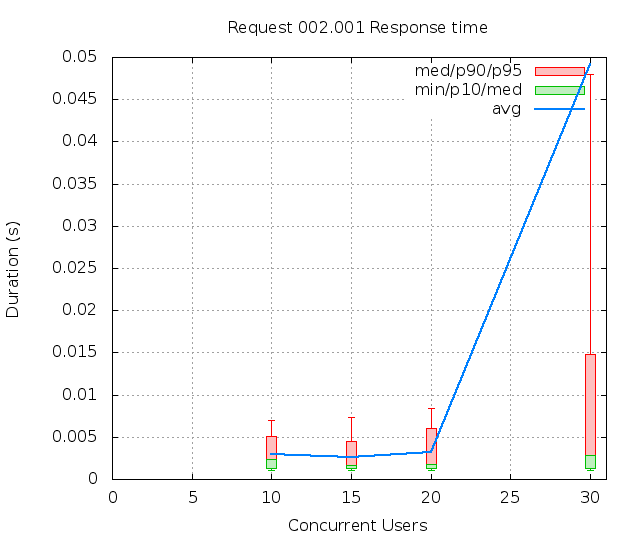 Request 002.001 Response time
med/p90/p95
min/p10/med
avg
0.05
0.045
0.04
0.035
0.03
0.025
0.02
0.015
0.01
0.005
0
Duration (s)
0 5 10 15 20 25 30
Concurrent Users